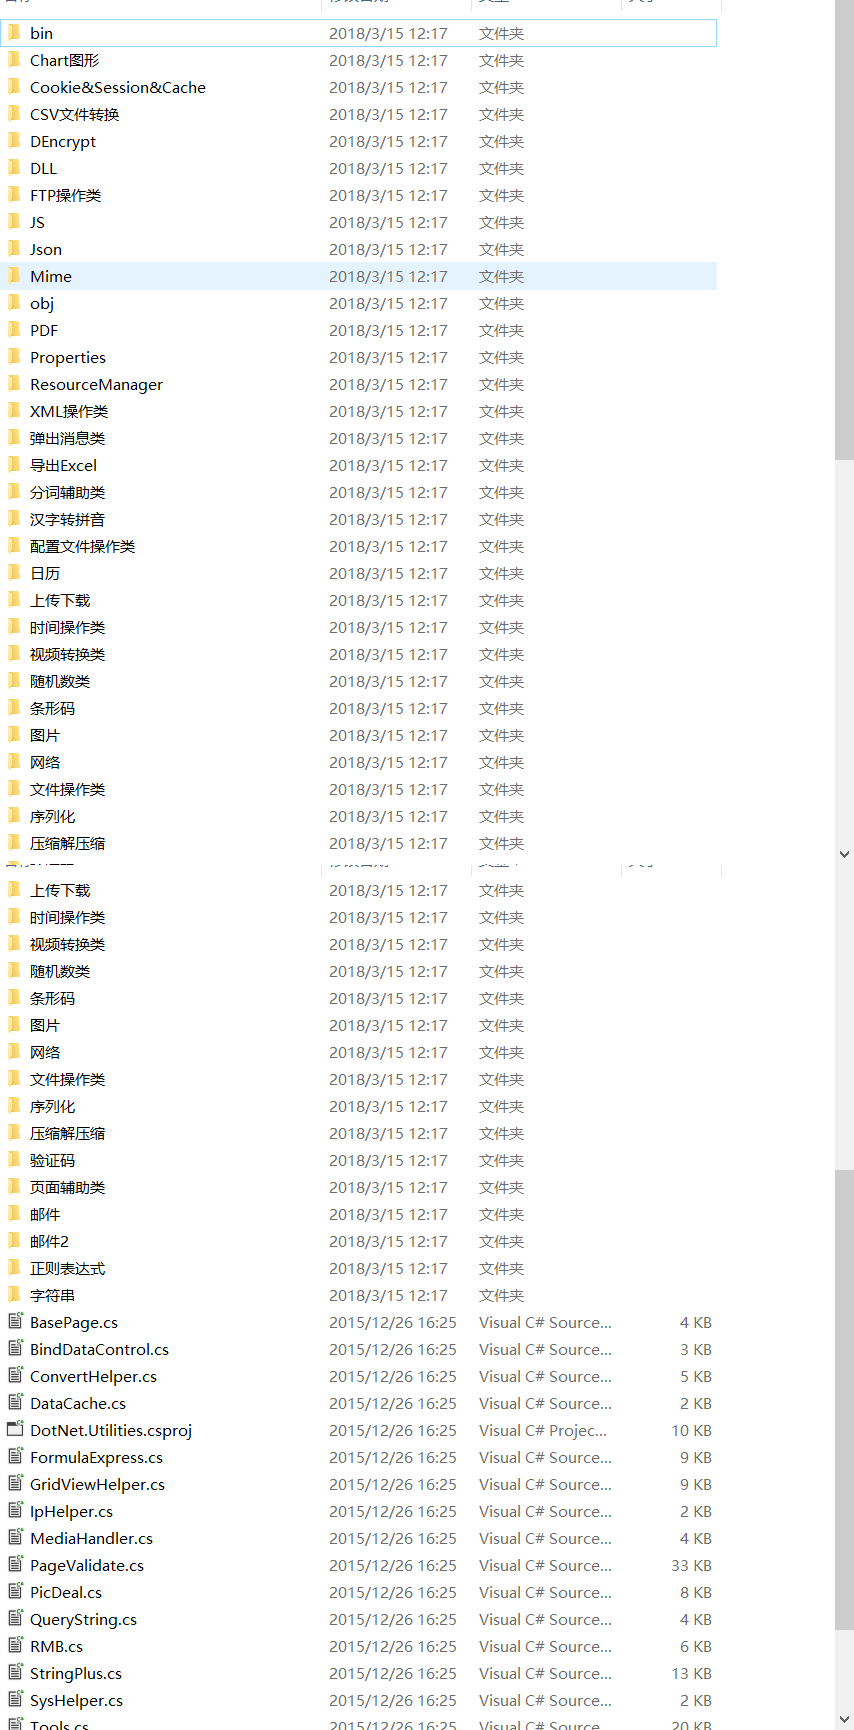 bin 2018/3/15 12:17 文件夹
Chart图形 2018/3/15 12:17 文件夹
Cookie&Session&Cache 2018/3/15 12:17 文件夹
CSV文件转换 2018/3/15 12:17 文件夹
DEncrypt 2018/3/15 12:17 文件夹
DLL 2018/3/15 12:17 文件夹
FTP操作类 2018/3/15 12:17 文件夹
JS 2018/3/15 12:17 文件夹
Json 2018/3/15 12:17 文件夹
Mime 2018/3/15 12:17 文件夹
obj 2018/3/15 12:17 文件夹
PDF 2018/3/15 12:17 文件夹
Properties 2018/3/15 12:17 文件夹
ResourceManager 2018/3/15 12:17 文件夹
XML操作类 2018/3/15 12:17 文件夹
弹出消息类 2018/3/15 12:17 文件夹
导出Excel 2018/3/15 12:17 文件夹
分词辅助类 2018/3/15 12:17 文件夹
汉字转拼音 2018/3/15 12:17 文件夹
配置文件操作类 2018/3/15 12:17 文件夹
日历 2018/3/15 12:17 文件夹
上传下载 2018/3/15 12:17 文件夹
时间操作类 2018/3/15 12:17 文件夹
视频转换类 2018/3/15 12:17 文件夹
随机数类 2018/3/15 12:17 文件夹
条形码 2018/3/15 12:17 文件夹
图片 2018/3/15 12:17 文件夹
网络 2018/3/15 12:17 文件夹
文件操作类 2018/3/15 12:17 文件夹
序列化 2018/3/15 12:17 文件夹
压缩解压缩 2018/3/15 12:17 文件夹
上传下载 2018/3/15 12:17 文件夹
时间操作类 2018/3/15 12:17 文件夹
视频转换类 2018/3/15 12:17 文件夹
随机数类 2018/3/15 12:17 文件夹
条形码 2018/3/15 12:17 文件夹
图片 2018/3/15 12:17 文件夹
网络 2018/3/15 12:17 文件夹
文件操作类 2018/3/15 12:17 文件夹
序列化 2018/3/15 12:17 文件夹
压缩解压缩 2018/3/15 12:17 文件夹
验证码 2018/3/15 12:17 文件夹
页面辅助类 2018/3/15 12:17 文件夹
邮件 2018/3/15 12:17 文件夹
邮件2 2018/3/15 12:17 文件夹
正则表达式 2018/3/15 12:17 文件夹
字符串 2018/3/15 12:17 文件夹
BasePage.cs 2015/12/26 16:25 Visual C# Source... 4 KB
BindDataControl.cs 2015/12/26 16:25 Visual C# Source... 3 KB
ConvertHelper.cs 2015/12/26 16:25 Visual C# Source... 5 KB
DataCache.cs 2015/12/26 16:25 Visual C# Source... 2 KB
DotNet.Utilities.csproj 2015/12/26 16:25 Visual C# Projec... 10 KB
FormulaExpress.cs 2015/12/26 16:25 Visual C# Source... 9 KB
GridViewHelper.cs 2015/12/26 16:25 Visual C# Source... 9 KB
IpHelper.cs 2015/12/26 16:25 Visual C# Source... 2 KB
MediaHandler.cs 2015/12/26 16:25 Visual C# Source... 4 KB
PageValidate.cs 2015/12/26 16:25 Visual C# Source... 33 KB
PicDeal.cs 2015/12/26 16:25 Visual C# Source... 8 KB
QueryString.cs 2015/12/26 16:25 Visual C# Source... 4 KB
RMB.cs 2015/12/26 16:25 Visual C# Source... 6 KB
StringPlus.cs 2015/12/26 16:25 Visual C# Source... 13 KB
SysHelper.cs 2015/12/26 16:25 Visual C# Source... 2 KB
Tools.cs 2015/12/26 16:25 Visual C# Source... 20 KB